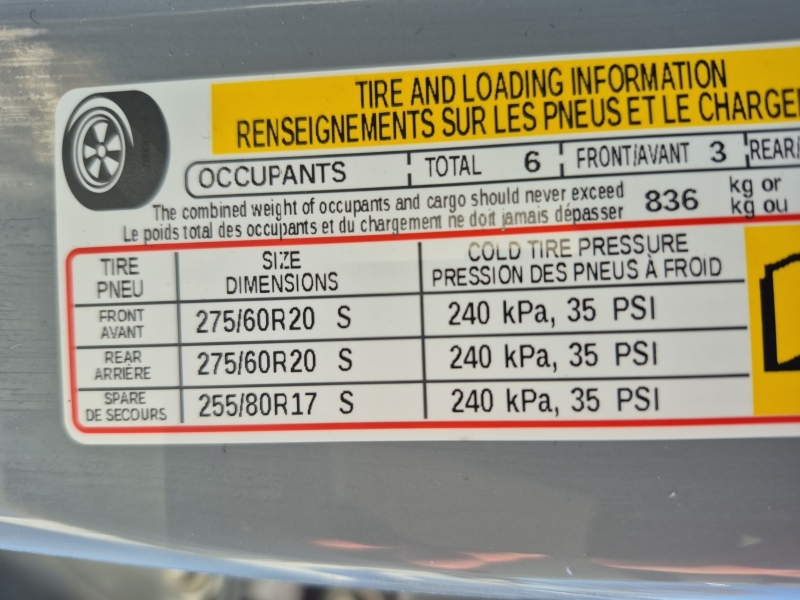 TIRE AND LOADING INFORMATION
RENSEIGNEMENTS SUR LES PNEUS ET LE CHARGE
OCCUPANTS TOTAL 6 FRONT/AVANT 3 REAR/
The combined weight of occupants and cargo should never exceed 836 kg or
Le poids total des occupants et du chargement ne doit jamais dépasser kg ou
TIRE SIZE COLD TIRE PRESSURE
PNEU DIMENSIONS PRESSION DES PNEUS À FROID
FRONT
AVANT 275/60R20 S 240 kPa, 35 PSI
REAR
ARRIÈRE 275/60R20 S 240 kPa, 35 PSI
SPARE
DE SECOURS 255/80R17 S 240 kPa, 35 PSI